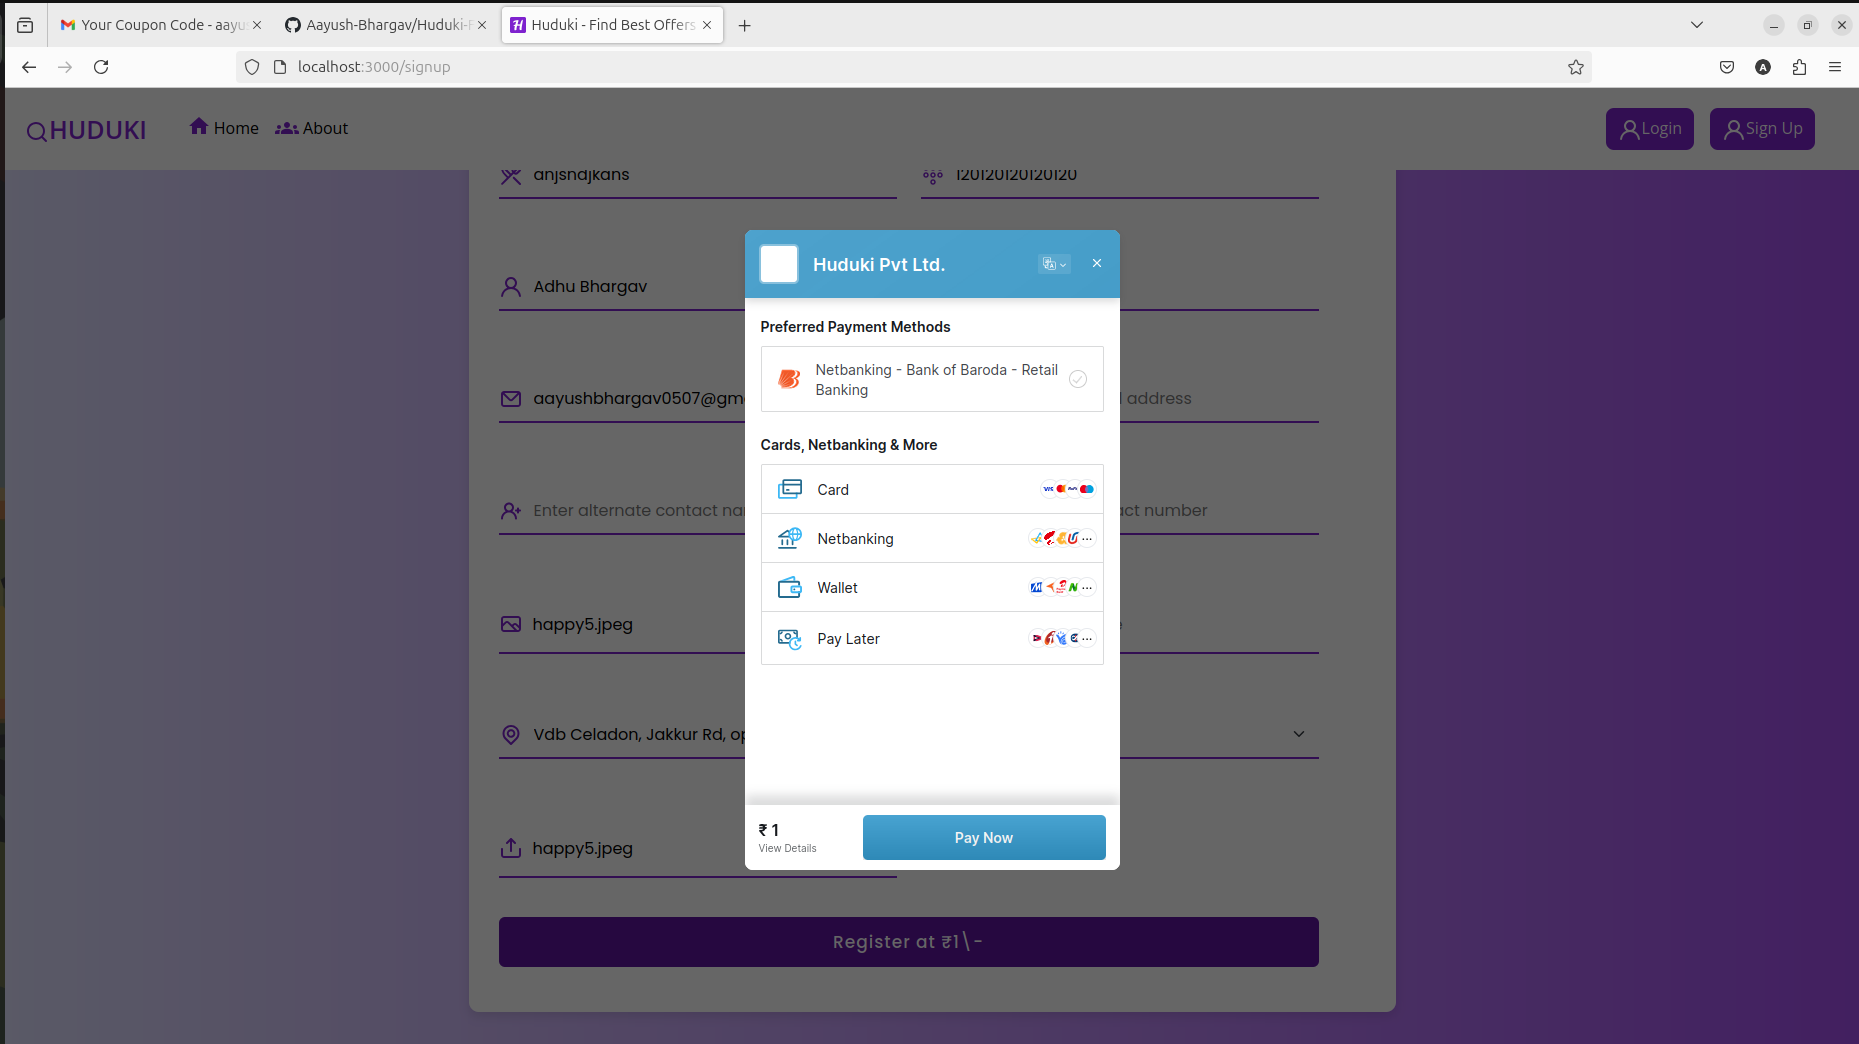 Your Coupon Code - aayu
Aayush-Bhargav/Huduki-F
Huduki - Find Best Offers
localhost:3000/signup
HUDUKI
Home
About
Login
Sign Up
anjsndjkans
120120120120120
Adhu Bhargav
aayushbhargav0507@gm
address
Enter alternate contact na
act number
happy5.jpeg
Vdb Celadon, Jakkur Rd, op
happy5.jpeg
Register at ₹1\-
Huduki Pvt Ltd.
Preferred Payment Methods
Netbanking - Bank of Baroda - Retail
Banking
Cards, Netbanking & More
Card
Netbanking
Wallet
Pay Later
₹ 1
View Details
Pay Now